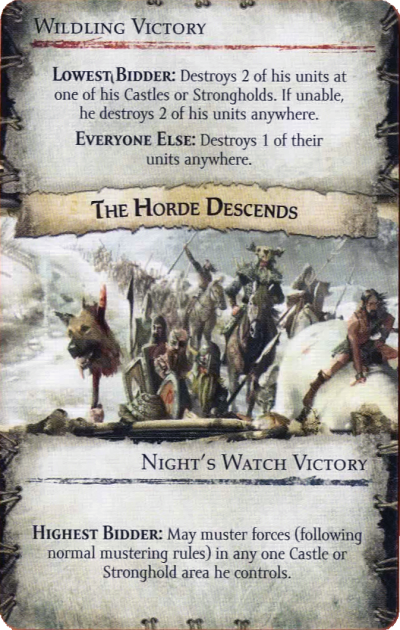 Wildling Victory
Lowest Bidder: Destroys 2 of his units at
one of his Castles or Strongholds. If unable,
he destroys 2 of his units anywhere.
Everyone Else: Destroys 1 of their
units anywhere.
The Horde Descends
Night's Watch Victory
Highest Bidder: May muster forces (following
normal mustering rules) in any one Castle or
Stronghold area he controls.